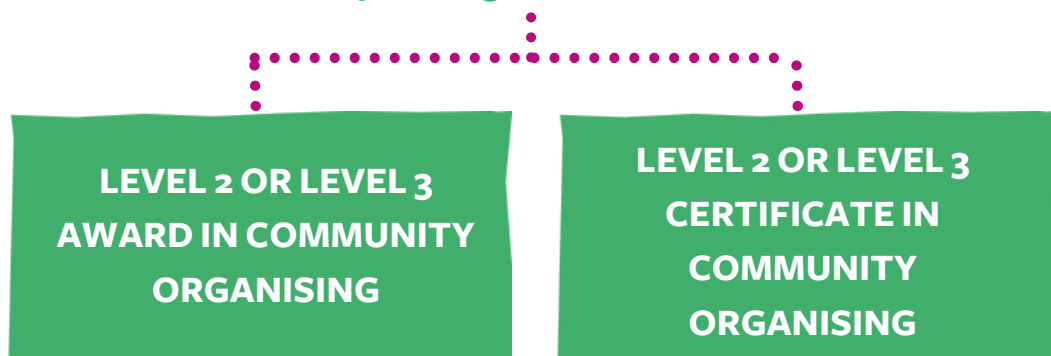 LEVEL 2 OR LEVEL 3
AWARD IN COMMUNITY
ORGANISING
LEVEL 2 OR LEVEL 3
CERTIFICATE IN
COMMUNITY
ORGANISING